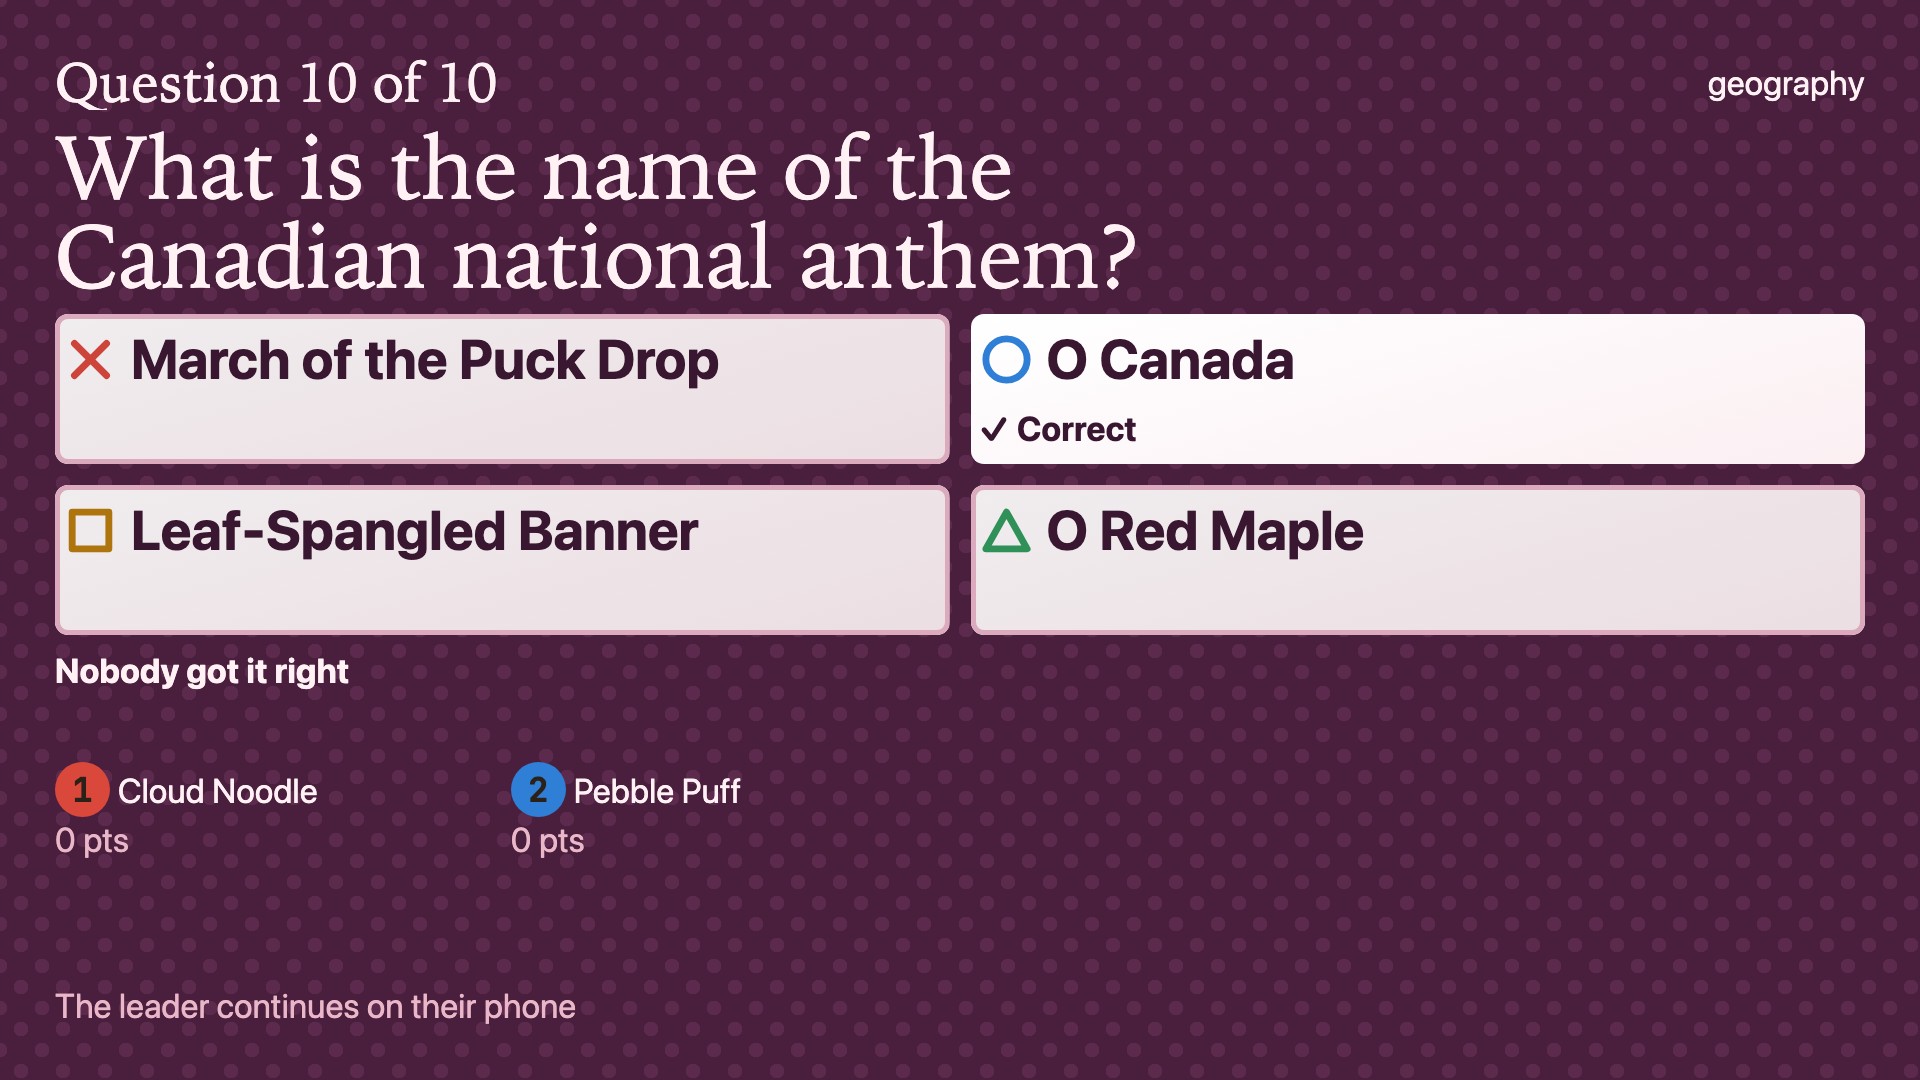 Question 10 of 10
geography
What is the name of the
Canadian national anthem?
March of the Puck Drop
O Canada
✓ Correct
Leaf-Spangled Banner
O Red Maple
Nobody got it right
1 Cloud Noodle
0 pts
2 Pebble Puff
0 pts
The leader continues on their phone